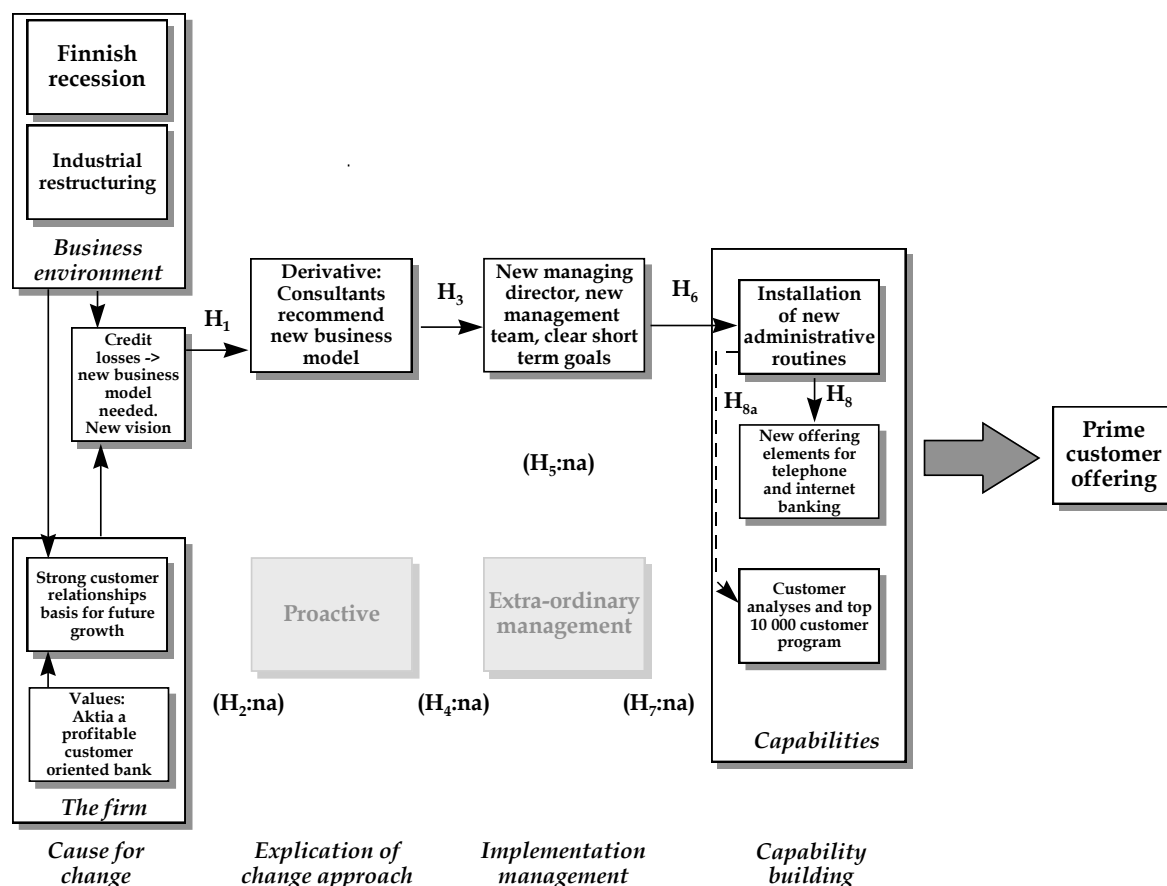 Finnish
recession
Industrial
restructuring
Business
environment
Credit
losses ->
new business
model
needed.
New vision
H1
Derivative:
Consultants
recommend
new business
model
H3
New managing
director, new
management
team, clear short
term goals
H6
Installation
of new
administrative
routines
H8a
H8
New offering
elements for
telephone
and internet
banking
Prime
customer
offering
(H5:na)
Strong customer
relationships
basis for future
growth
Proactive
Extra-ordinary
management
Customer
analyses and top
10 000 customer
program
Values:
Aktia a
profitable
customer
oriented bank
The firm
(H2:na)
(H4:na)
(H7:na)
Capabilities
Cause for
change
Explication of
change approach
Implementation
management
Capability
building